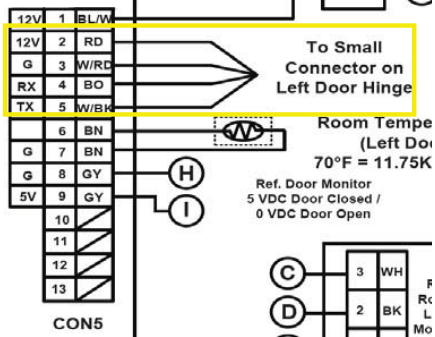 12V 1 BL/W
12V 2 RD
G 3 W/RD
RX 4 BO
TX 5 W/BK
6 BN
G 7 BN
G 8 GY
5V 9 GY
10
11
12
13
CON5
To Small
Connector on
Left Door Hinge
Room Tempe
(Left Doo
70°F = 11.75K
H
I
Ref. Door Monitor
5 VDC Door Closed /
0 VDC Door Open
C 3 WH
D 2 BK
R
Ro
L
Mo